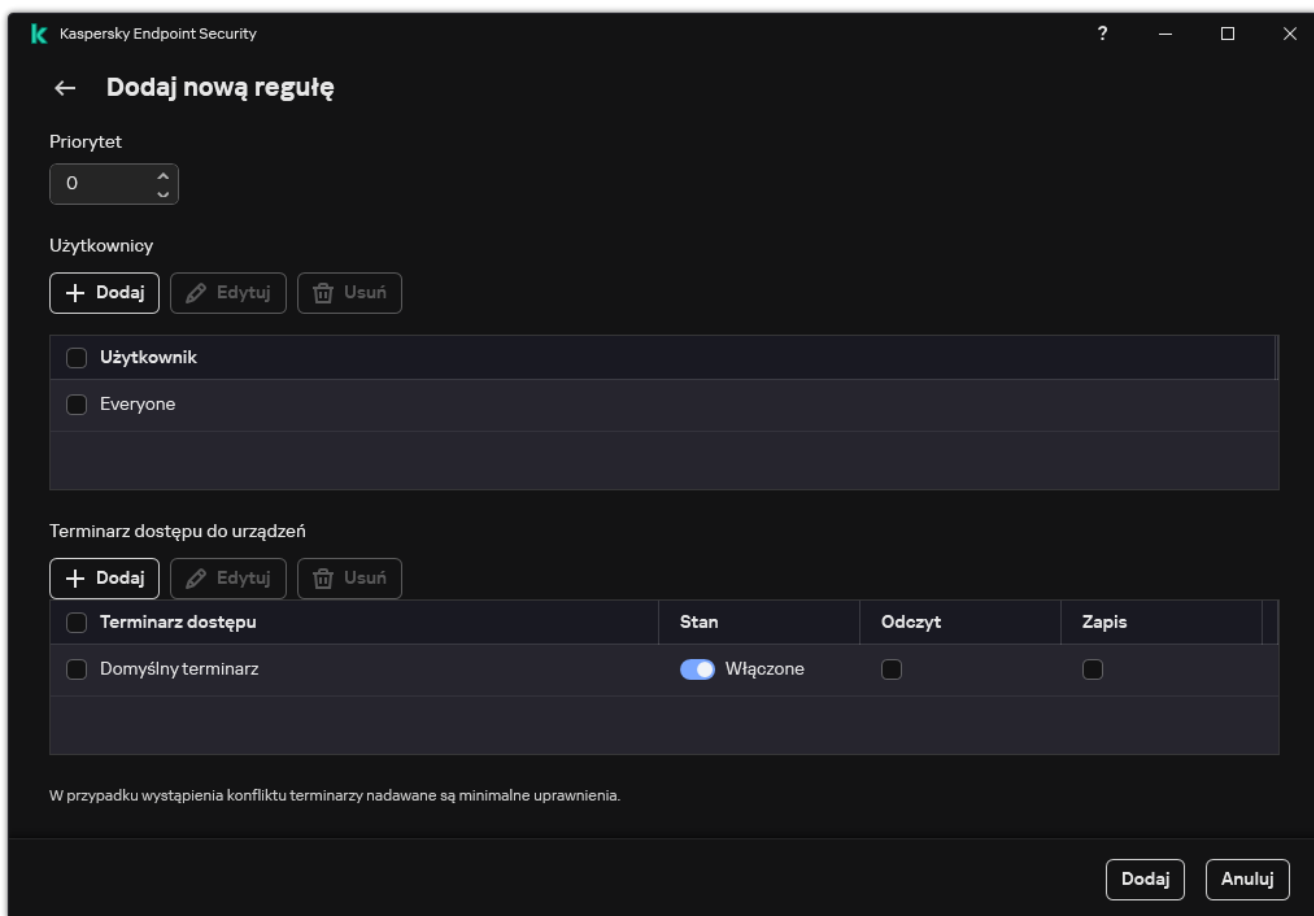 Kaspersky Endpoint Security
?
Dodaj nową regułę
Priorytet
0
Użytkownicy
Dodaj Edytuj Usuń
Użytkownik
Everyone
Terminarz dostępu do urządzeń
Dodaj Edytuj Usuń
Terminarz dostępu Stan Odczyt Zapis
Domyślny terminarz Włączone
W przypadku wystąpienia konfliktu terminarzy nadawane są minimalne uprawnienia.
Dodaj Anuluj